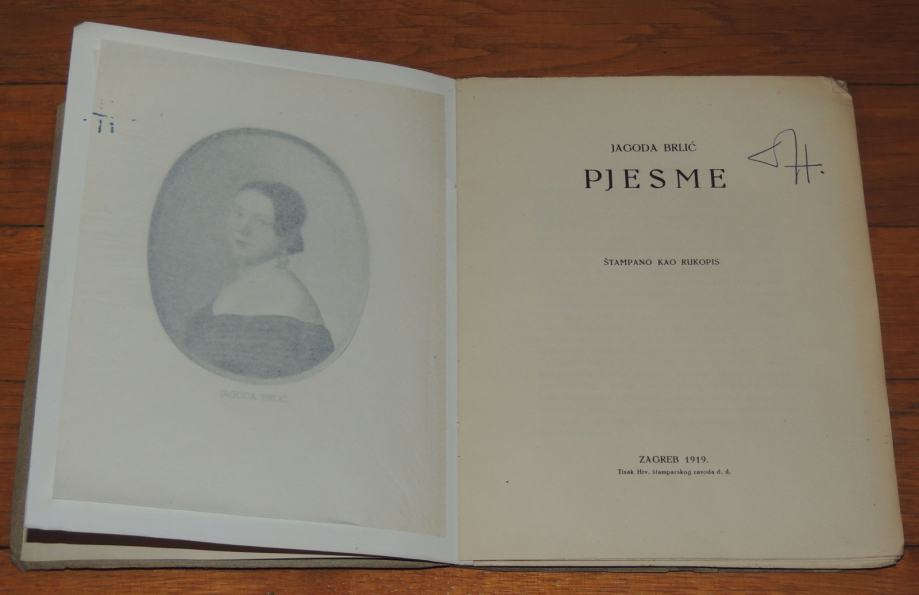 JAGODA BRLIĆ
JAGODA BRLIĆ
PJESME
ŠTAMPANO KAO RUKOPIS
ZAGREB 1919.
Tisak Hrv. štamparskog zavoda d. d.